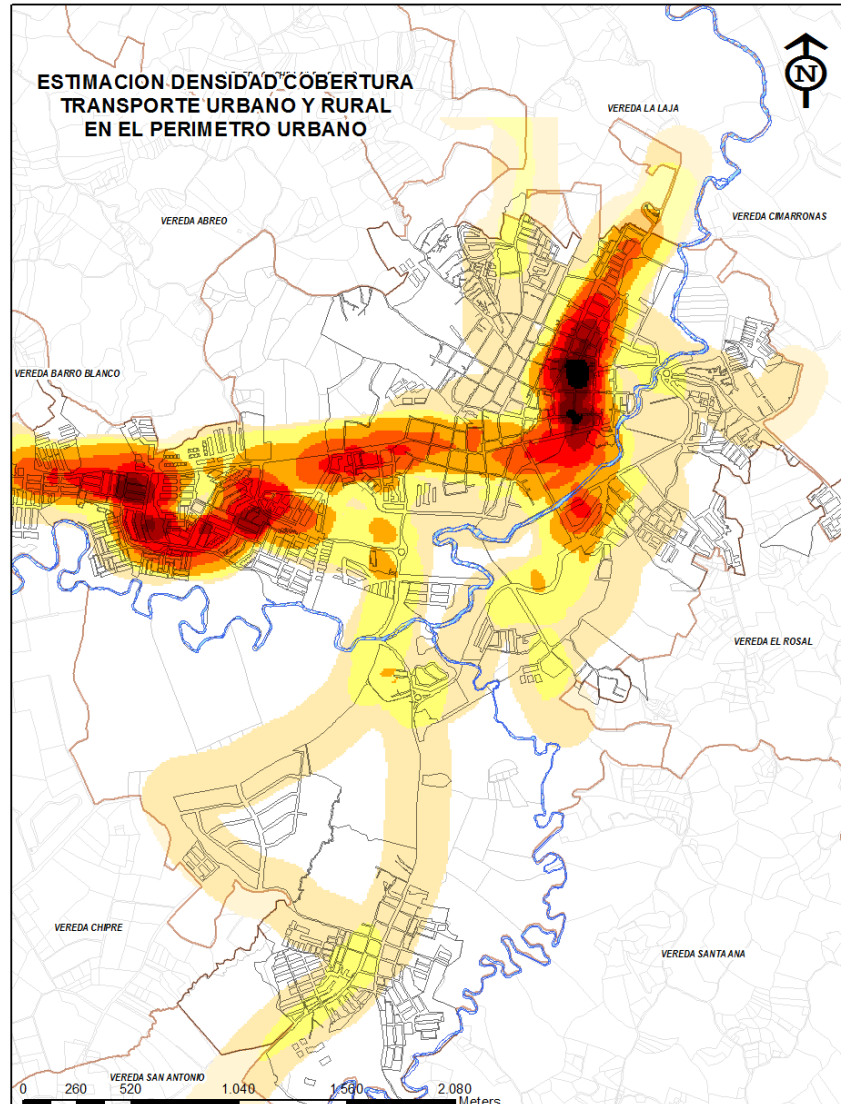 ESTIMACION DENSIDAD COBERTURA
TRANSPORTE URBANO Y RURAL
EN EL PERIMETRO URBANO
N
VEREDA LA LAJA
VEREDA ABREO
VEREDA CIMARRONAS
VEREDA BARRO BLANCO
VEREDA EL ROSAL
VEREDA CHIPRE
VEREDA SANTA ANA
VEREDA SAN ANTONIO
0 260 520 1.040 1.560 2.080
Meters